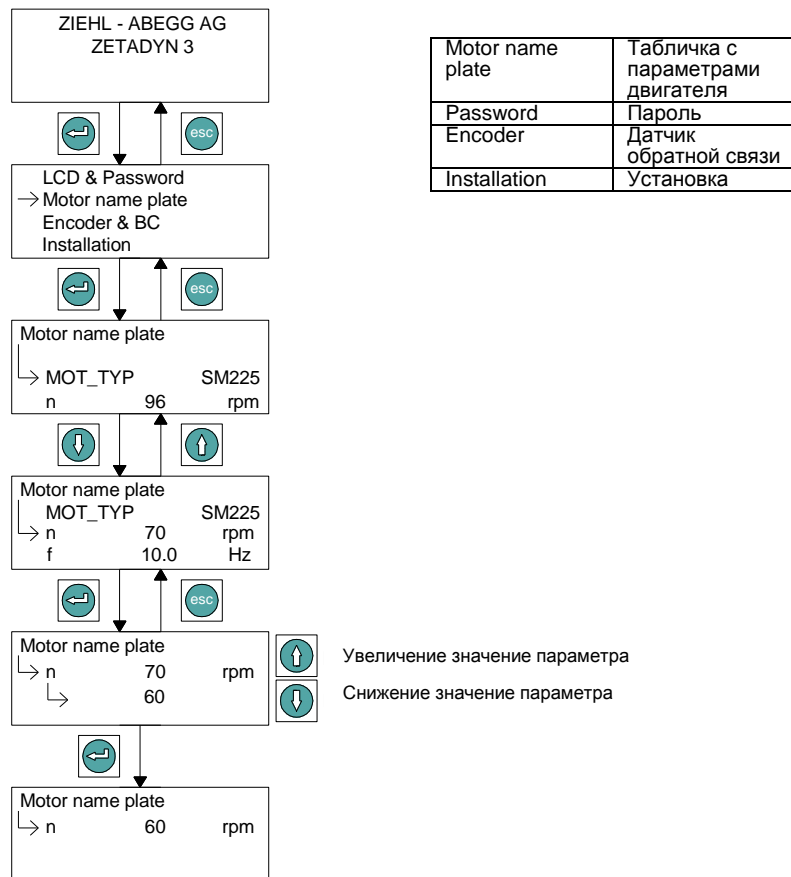 ZIEHL - ABEGG AG
ZETADYN 3
esc
LCD & Password
Motor name plate
Encoder & BC
Installation
esc
Motor name plate
MOT_TYP SM225
n 96 rpm
Motor name plate
MOT_TYP SM225
n 70 rpm
f 10.0 Hz
esc
Motor name plate
n 70 rpm
60
Увеличение значение параметра
Снижение значение параметра
Motor name plate
n 60 rpm
Motor name
plate
Табличка с
параметрами
двигателя
Password Пароль
Encoder Датчик
обратной связи
Installation Установка